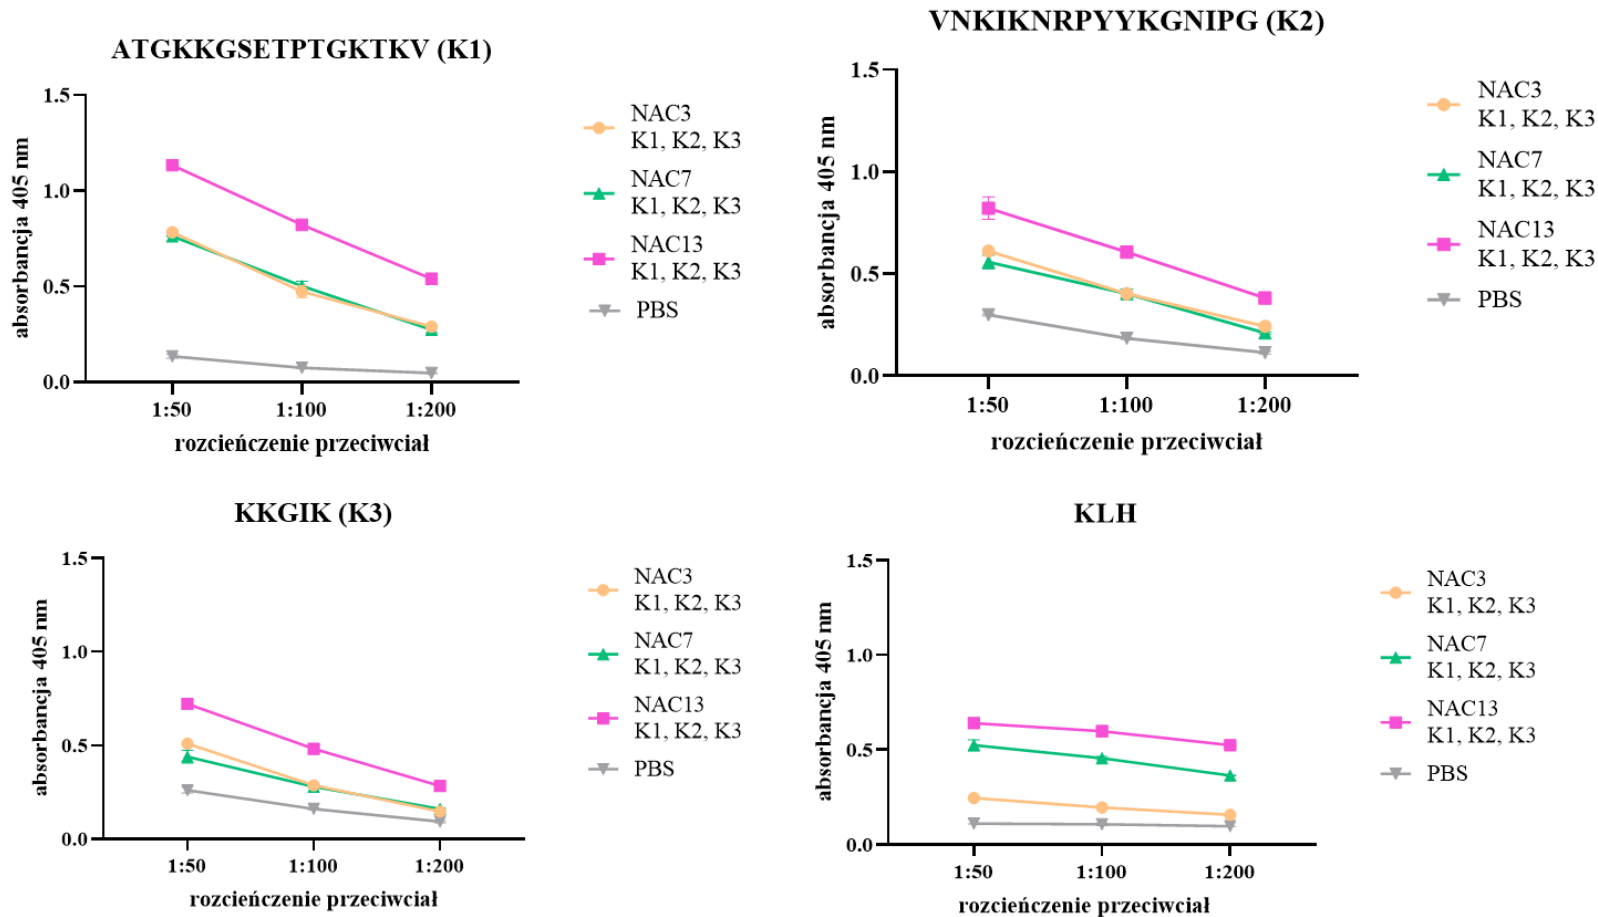 ATGKKGSETPTGKTKV (K1)
1.5
1.0
0.5
0.0
absorbancja 405 nm
1:50
1:100
1:200
rozcieńczenie przeciwciał
NAC3
K1, K2, K3
NAC7
K1, K2, K3
NAC13
K1, K2, K3
PBS
VNKIKNRPYYKGNIPG (K2)
1.5
1.0
0.5
0.0
absorbancja 405 nm
1:50
1:100
1:200
rozcieńczenie przeciwciał
NAC3
K1, K2, K3
NAC7
K1, K2, K3
NAC13
K1, K2, K3
PBS
KKGIK (K3)
1.5
1.0
0.5
0.0
absorbancja 405 nm
1:50
1:100
1:200
rozcieńczenie przeciwciał
NAC3
K1, K2, K3
NAC7
K1, K2, K3
NAC13
K1, K2, K3
PBS
KLH
1.5
1.0
0.5
0.0
absorbancja 405 nm
1:50
1:100
1:200
rozcieńczenie przeciwciał
NAC3
K1, K2, K3
NAC7
K1, K2, K3
NAC13
K1, K2, K3
PBS